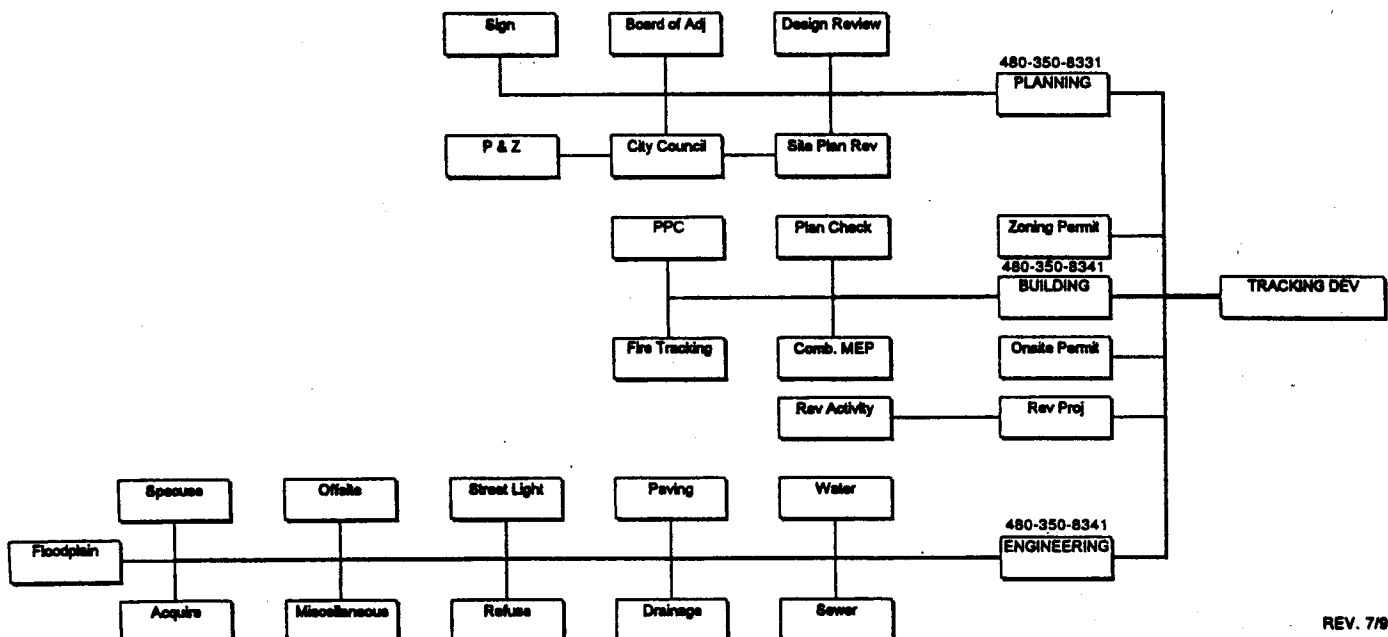 Sign
Board of Adj
Design Review
480-350-8331
PLANNING
P & Z
City Council
Site Plan Rev
PPC
Plan Check
Zoning Permit
480-350-8341
BUILDING
TRACKING DEV
Fire Tracking
Comb. MEP
Onsite Permit
Rev Activity
Rev Proj
Specuse
Offsite
Street Light
Paving
Water
480-350-8341
ENGINEERING
Floodplain
Acquire
Miscellaneous
Refuse
Drainage
Sewer
REV. 7/9